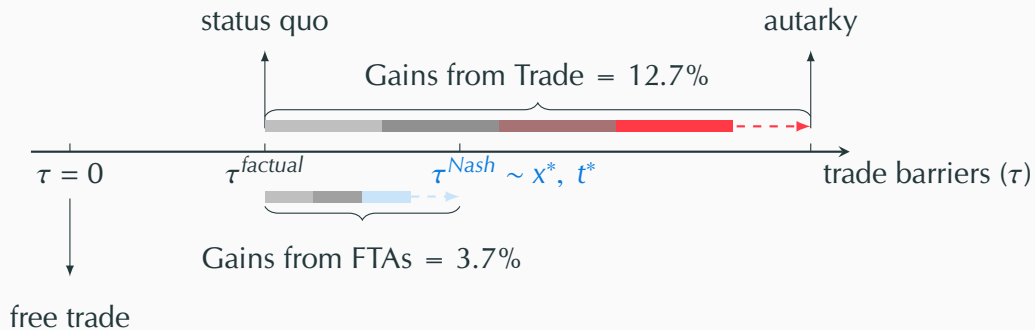 status quo
autarky
Gains from Trade = 12.7%
τ = 0
τ^factual
τ^Nash ∼ x*, t*
trade barriers (τ)
Gains from FTAs = 3.7%
free trade